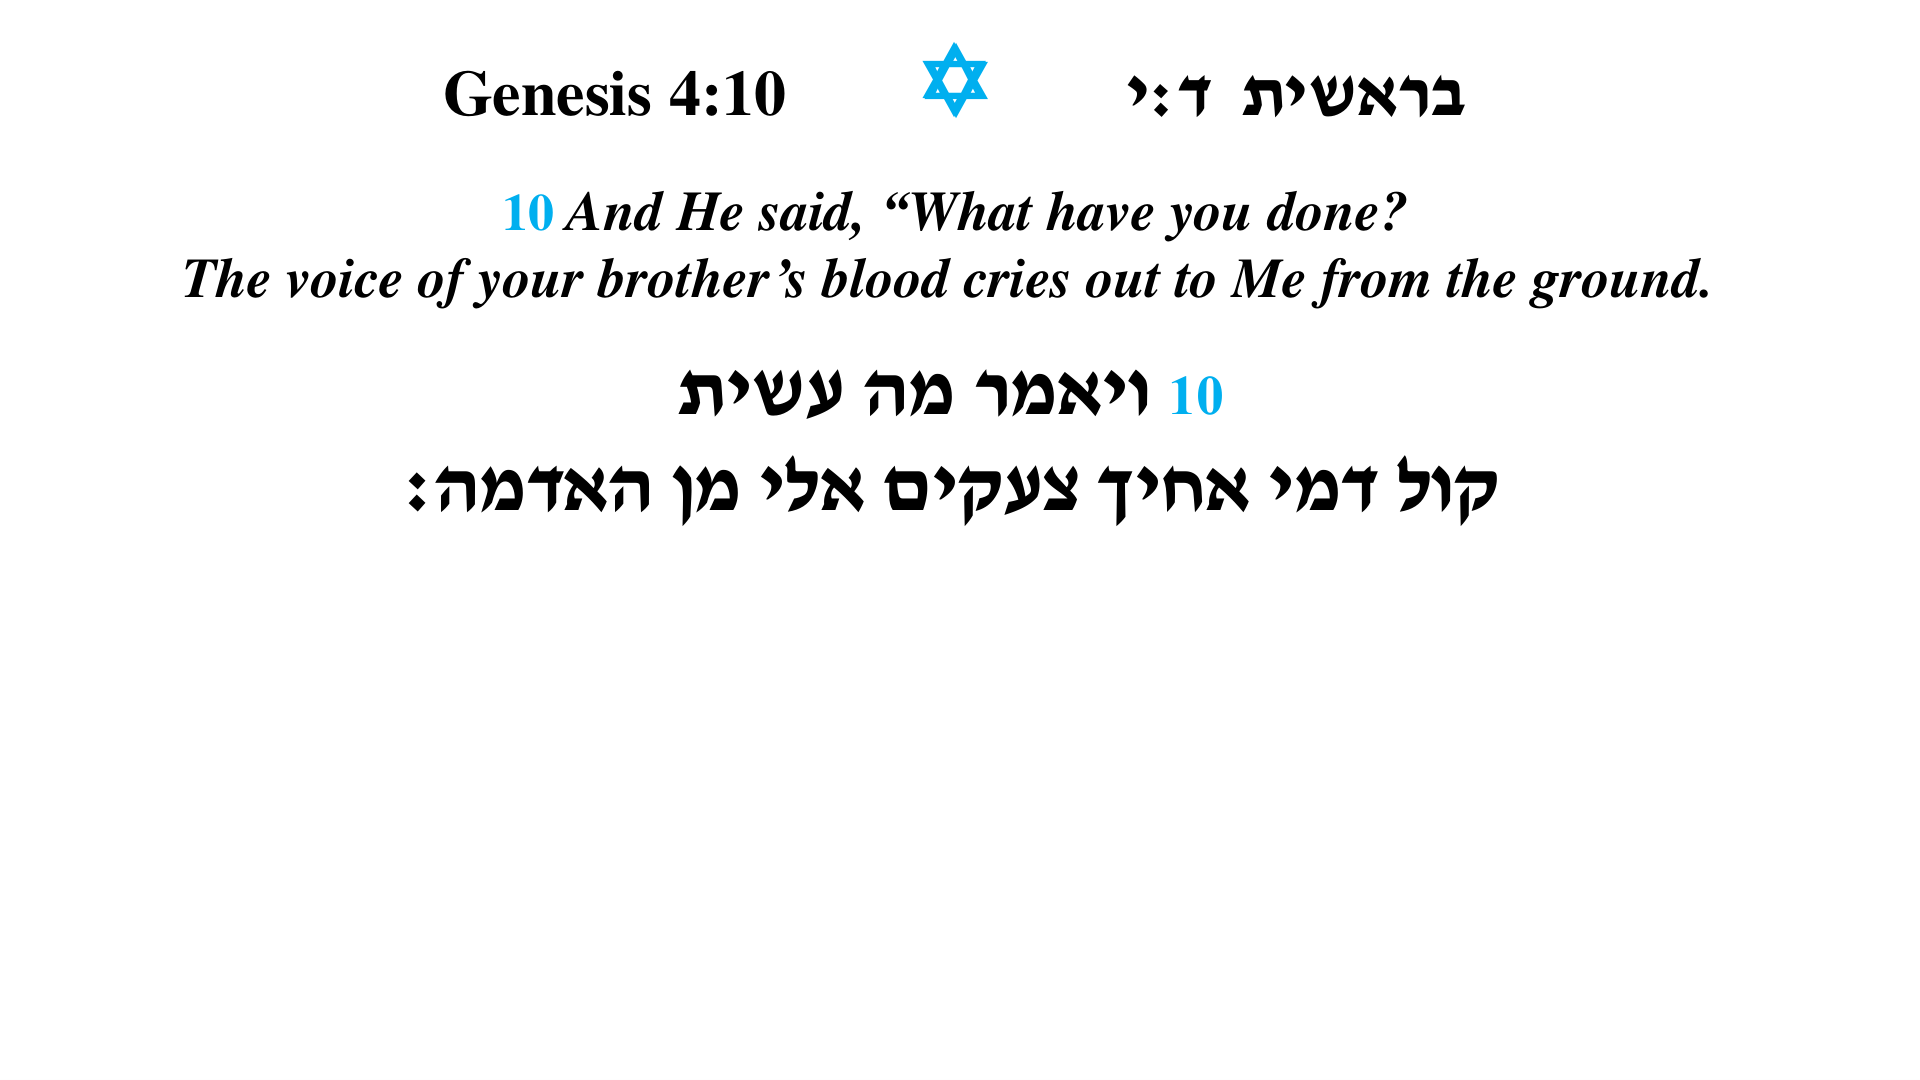 Genesis 4:10 ✡ בראשית ד:י
10 And He said, “What have you done?
The voice of your brother’s blood cries out to Me from the ground.
10 ויאמר מה עשית
קול דמי אחיך צעקים אלי מן האדמה: